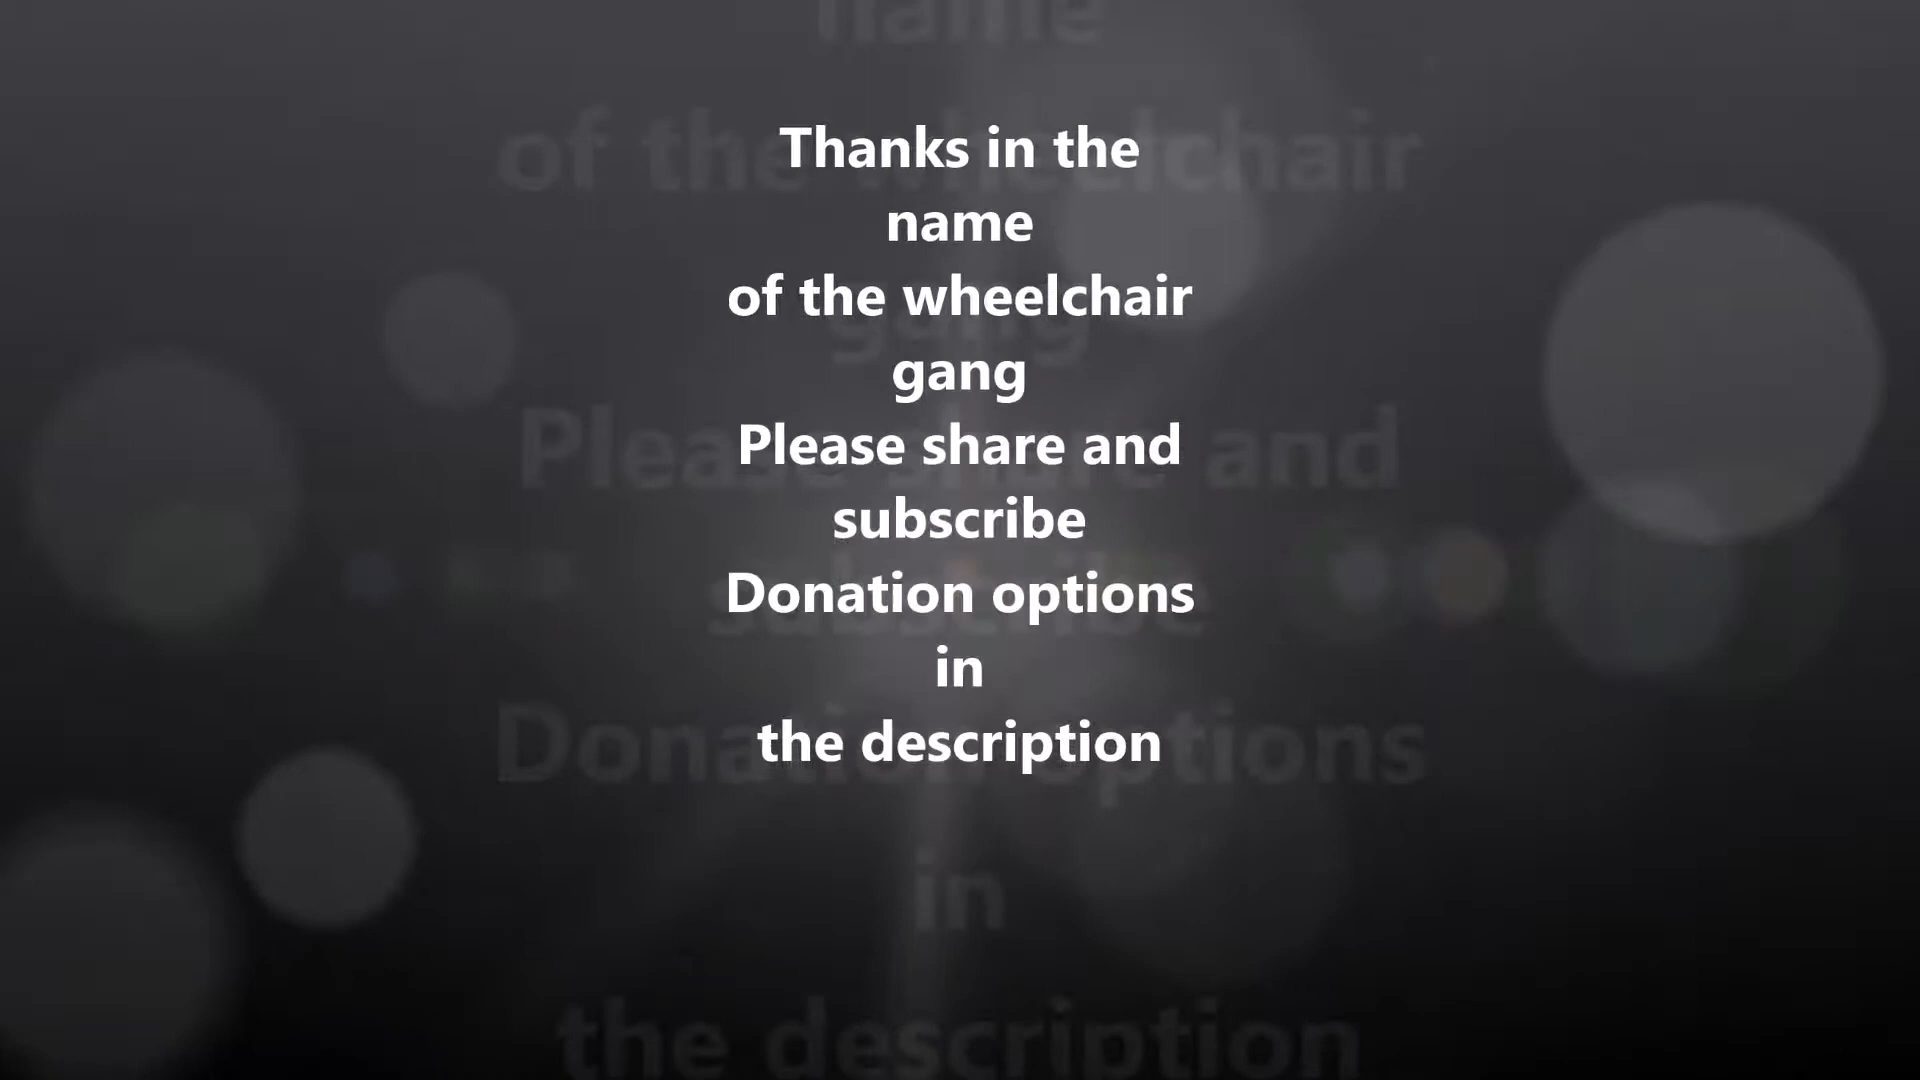 Thanks in the
name
of the wheelchair
gang
Please share and
subscribe
Donation options
in
the description